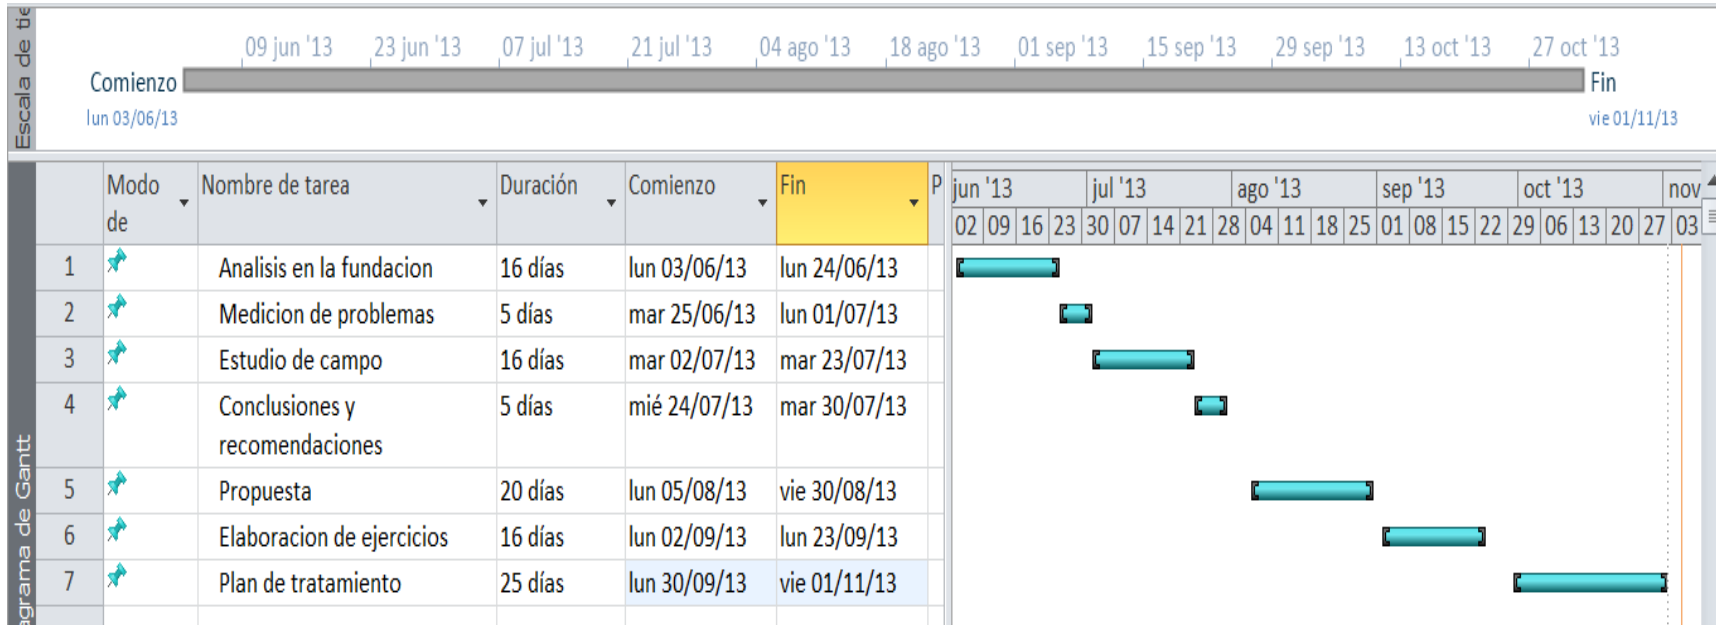 Escala de tie
09 jun '13 23 jun '13 07 jul '13 21 jul '13 04 ago '13 18 ago '13 01 sep '13 15 sep '13 29 sep '13 13 oct '13 27 oct '13
Comienzo Fin
lun 03/06/13 vie 01/11/13
agrama de Gantt
Modo de Nombre de tarea Duración Comienzo Fin P
jun '13 jul '13 ago '13 sep '13 oct '13 nov
02 09 16 23 30 07 14 21 28 04 11 18 25 01 08 15 22 29 06 13 20 27 03
1 Analisis en la fundacion 16 días lun 03/06/13 lun 24/06/13
2 Medicion de problemas 5 días mar 25/06/13 lun 01/07/13
3 Estudio de campo 16 días mar 02/07/13 mar 23/07/13
4 Conclusiones y 5 días mié 24/07/13 mar 30/07/13
recomendaciones
5 Propuesta 20 días lun 05/08/13 vie 30/08/13
6 Elaboracion de ejercicios 16 días lun 02/09/13 lun 23/09/13
7 Plan de tratamiento 25 días lun 30/09/13 vie 01/11/13